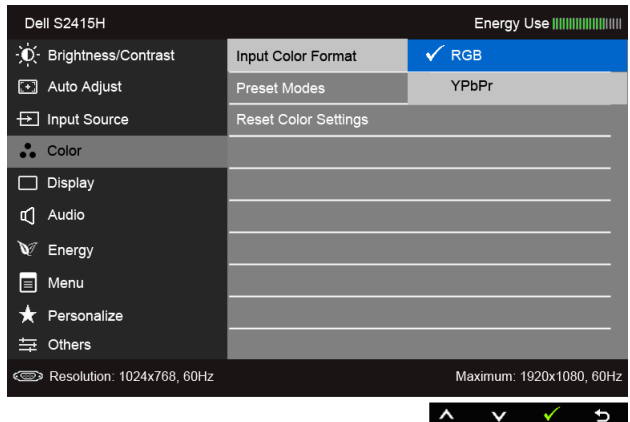 Dell S2415H Energy Use
Brightness/Contrast Input Color Format RGB
Auto Adjust Preset Modes YPbPr
Input Source Reset Color Settings
Color
Display
Audio
Energy
Menu
Personalize
Others
Resolution: 1024x768, 60Hz Maximum: 1920x1080, 60Hz